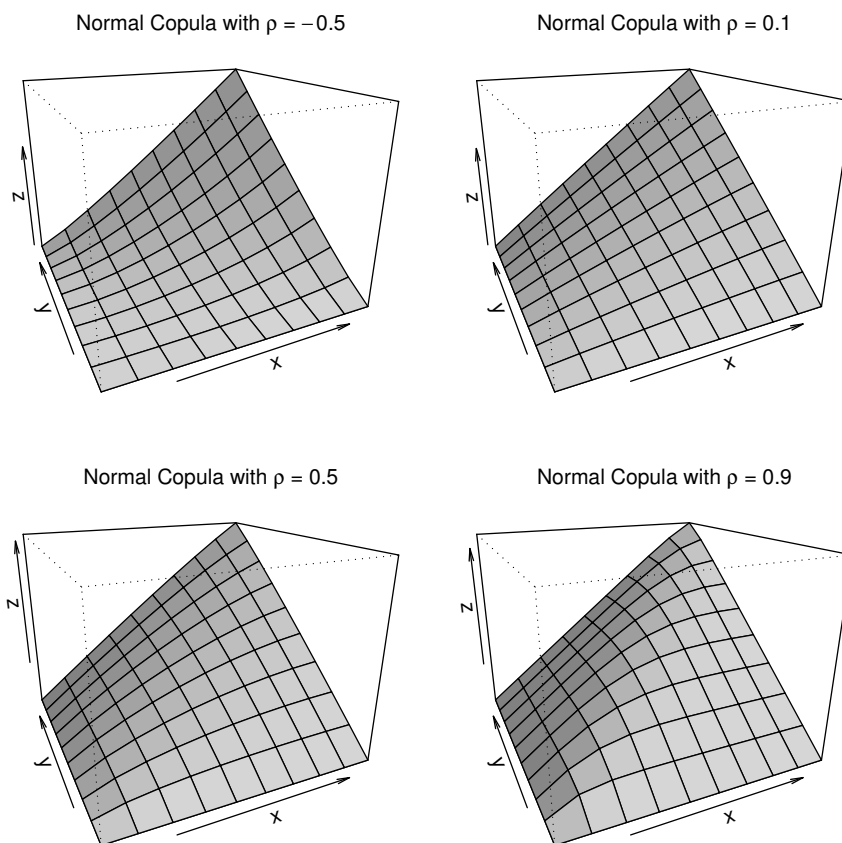 Normal Copula with ρ = −0.5
Normal Copula with ρ = 0.1
z
y
x
z
y
x
Normal Copula with ρ = 0.5
Normal Copula with ρ = 0.9
z
y
x
z
y
x